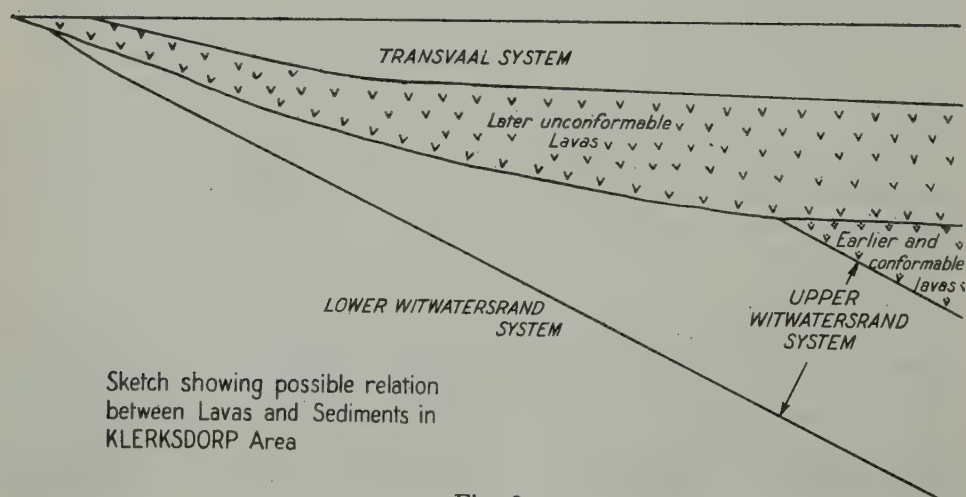 TRANSVAAL SYSTEM
Later unconformable
Lavas
Earlier and
conformable
lavas
LOWER WITWATERSRAND
SYSTEM
UPPER
WITWATERSRAND
SYSTEM
Sketch showing possible relation
between Lavas and Sediments in
KLERKSDORP Area